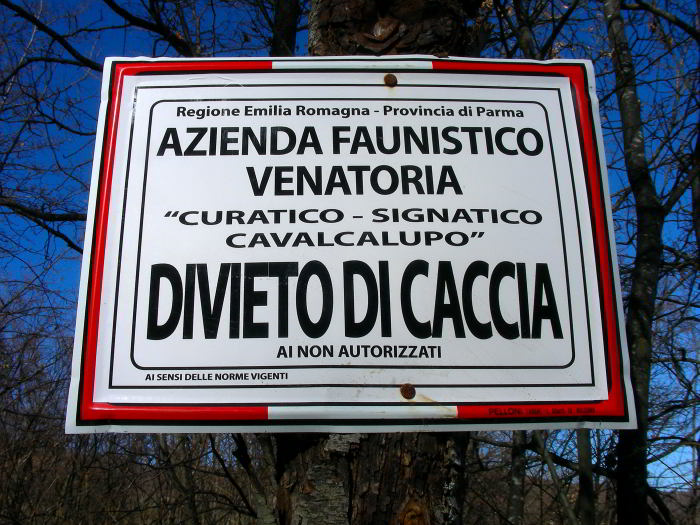 Regione Emilia Romagna - Provincia di Parma
AZIENDA FAUNISTICO
VENATORIA
“CURATICO - SIGNATICO
CAVALCALUPO”
DIVIETO DI CACCIA
AI NON AUTORIZZATI
AI SENSI DELLE NORME VIGENTI
PELLONI